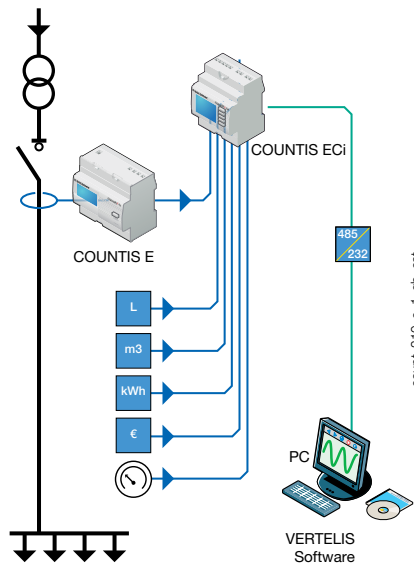 COUNTIS ECi
COUNTIS E
485
232
L
m3
kWh
€
PC
VERTELIS
Software